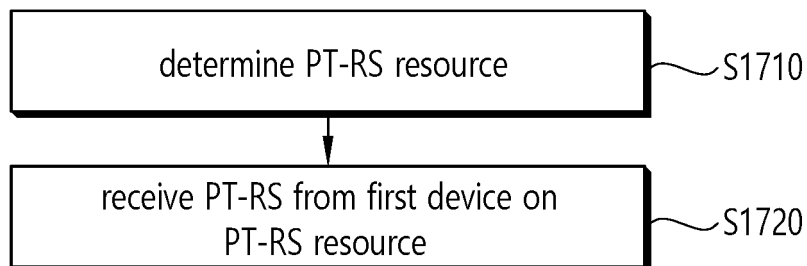 determine PT-RS resource
S1710
receive PT-RS from first device on
PT-RS resource
S1720